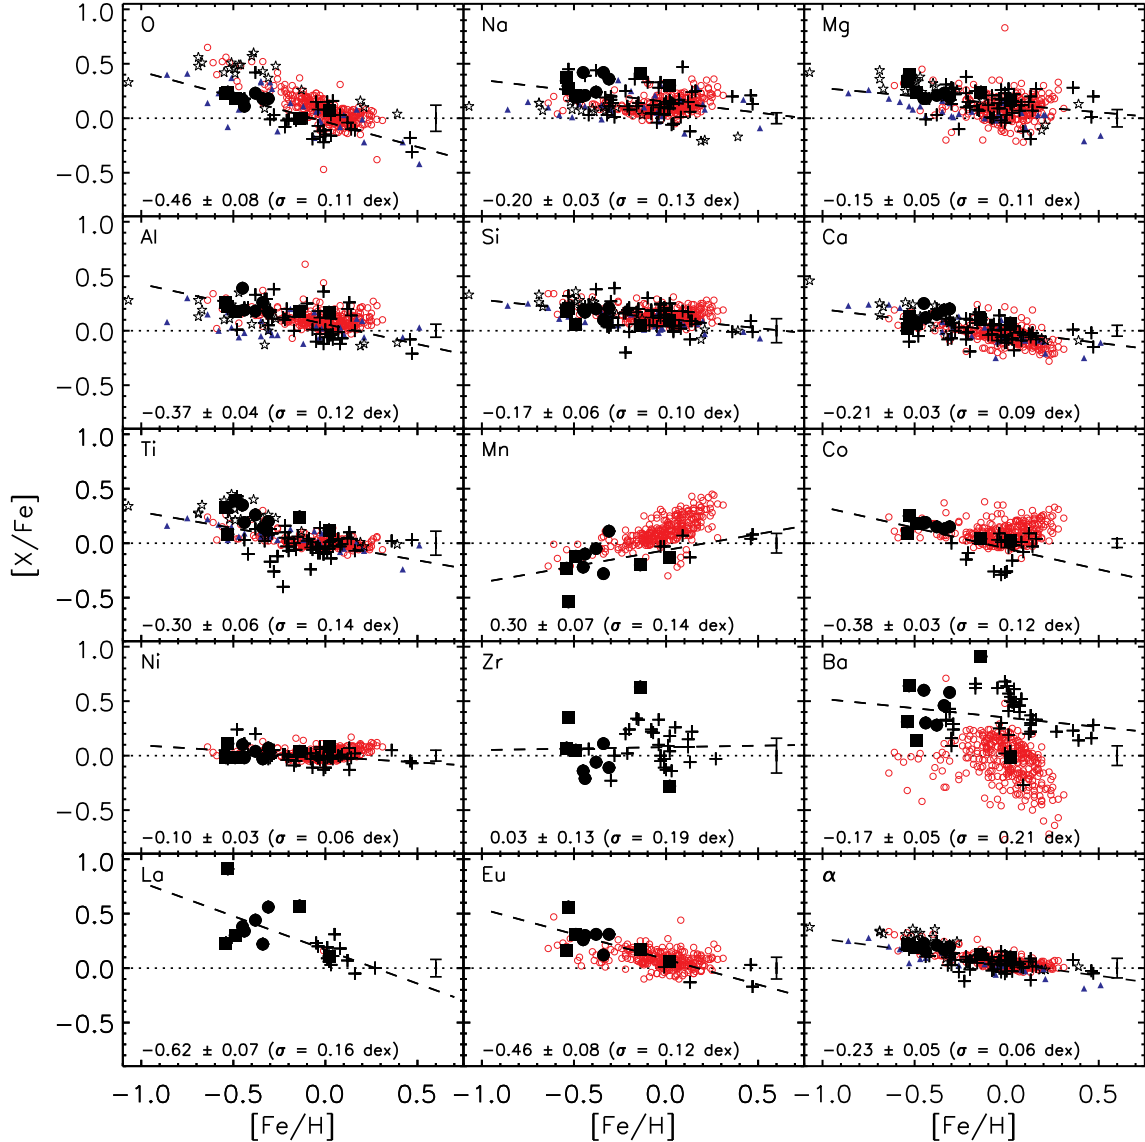 1.0 O Na Mg
0.5
0.0
−0.5
−0.46 ± 0.08 (σ = 0.11 dex) −0.20 ± 0.03 (σ = 0.13 dex) −0.15 ± 0.05 (σ = 0.11 dex)
1.0 Al Si Ca
0.5
0.0
−0.5
−0.37 ± 0.04 (σ = 0.12 dex) −0.17 ± 0.06 (σ = 0.10 dex) −0.21 ± 0.03 (σ = 0.09 dex)
1.0 Ti Mn Co
0.5
[X/Fe]
0.0
−0.5
−0.30 ± 0.06 (σ = 0.14 dex) 0.30 ± 0.07 (σ = 0.14 dex) −0.38 ± 0.03 (σ = 0.12 dex)
1.0 Ni Zr Ba
0.5
0.0
−0.5
−0.10 ± 0.03 (σ = 0.06 dex) 0.03 ± 0.13 (σ = 0.19 dex) −0.17 ± 0.05 (σ = 0.21 dex)
1.0 La Eu α
0.5
0.0
−0.5
−0.62 ± 0.07 (σ = 0.16 dex) −0.46 ± 0.08 (σ = 0.12 dex) −0.23 ± 0.05 (σ = 0.06 dex)
−1.0 −0.5 0.0 0.5 −1.0 −0.5 0.0 0.5 −1.0 −0.5 0.0 0.5
[Fe/H] [Fe/H] [Fe/H]